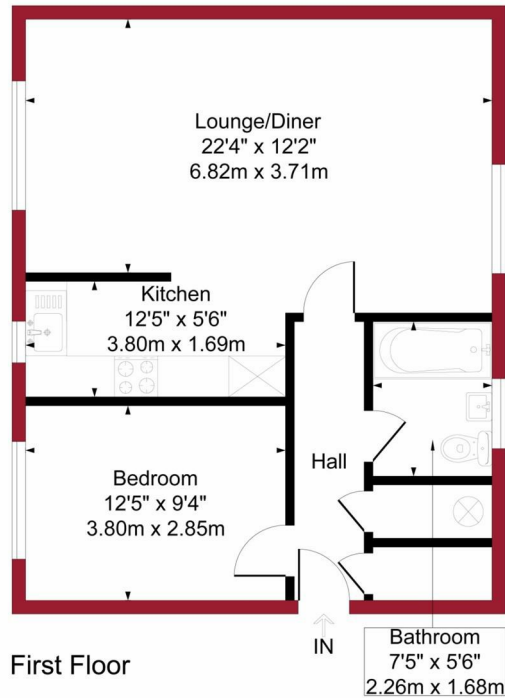 Lounge/Diner
22'4" x 12'2"
6.82m x 3.71m
Kitchen
12'5" x 5'6"
3.80m x 1.69m
Hall
Bedroom
12'5" x 9'4"
3.80m x 2.85m
IN
Bathroom
7'5" x 5'6"
2.26m x 1.68m
First Floor